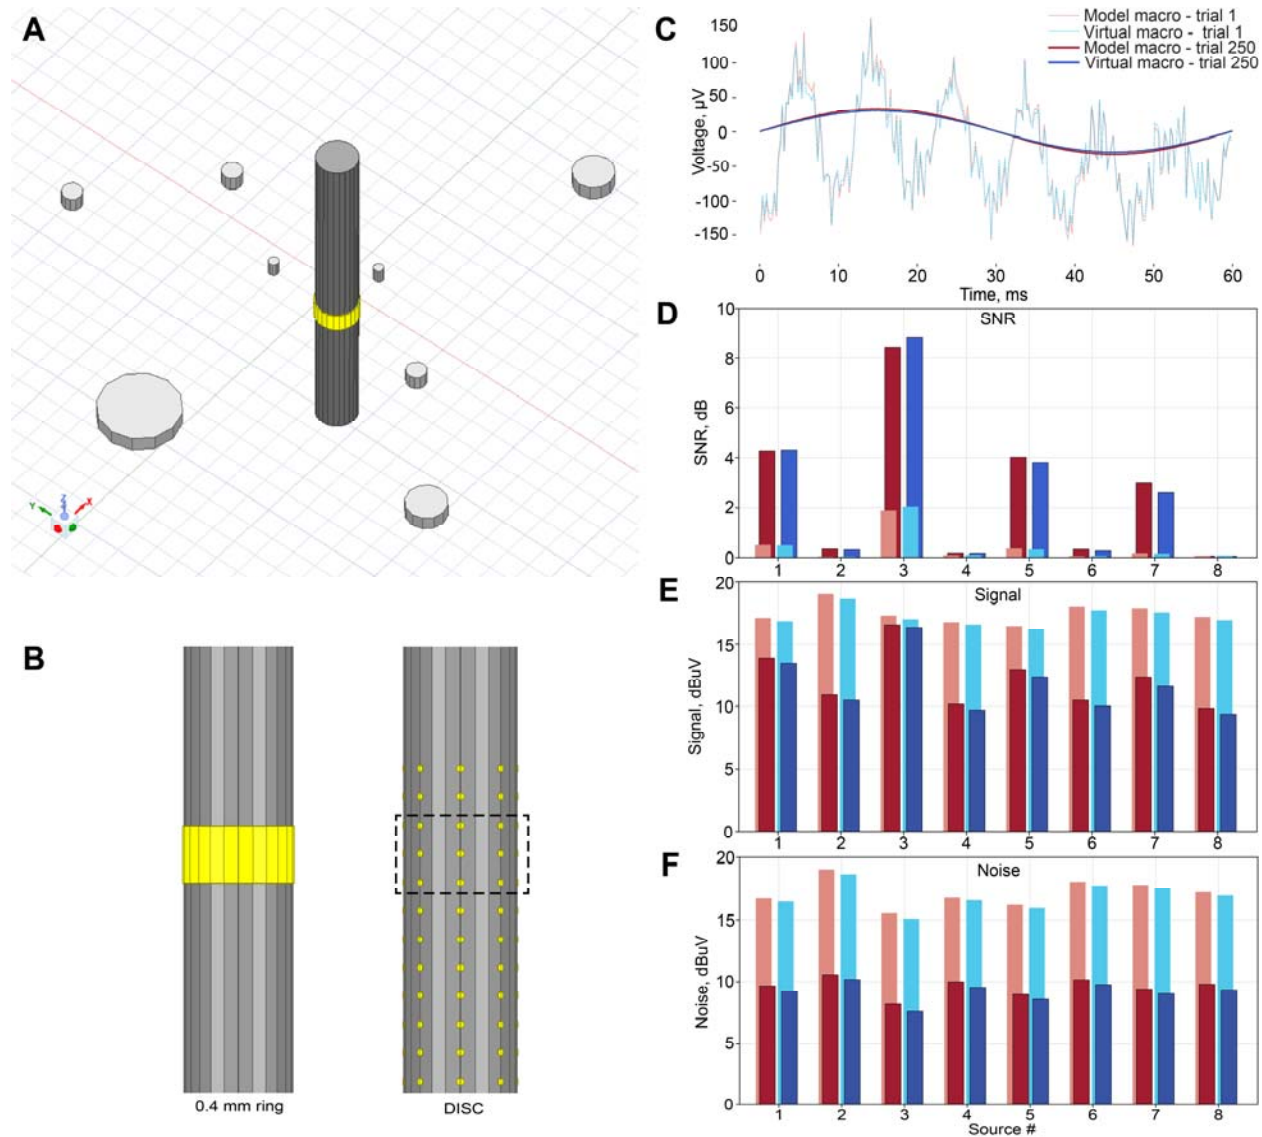 A
Z
Y
X
B
0.4 mm ring
DISC
C
Model macro - trial 1
Virtual macro - trial 1
Model macro - trial 250
Virtual macro - trial 250
Voltage, µV
150
100
50
0
-50
-100
-150
0 10 20 30 40 50 60
Time, ms
D
SNR
SNR, dB
10
8
6
4
2
0
1 2 3 4 5 6 7 8
E
Signal
Signal, dBuV
20
15
10
5
0
1 2 3 4 5 6 7 8
F
Noise
Noise, dBuV
20
15
10
5
0
1 2 3 4 5 6 7 8
Source #